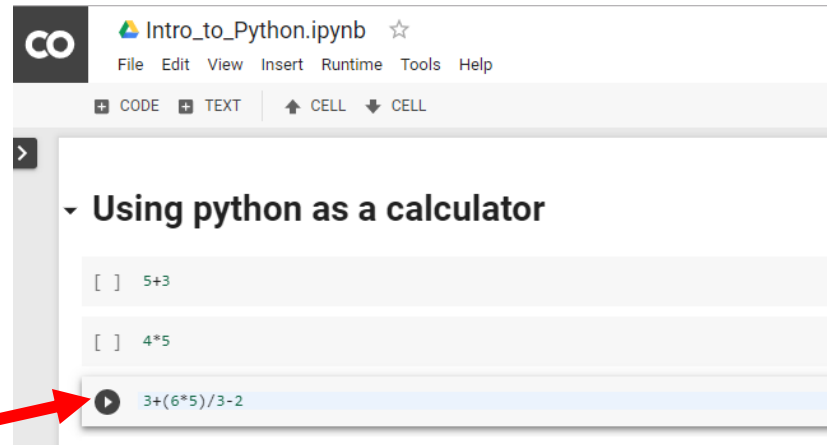 CO
Intro_to_Python.ipynb
File Edit View Insert Runtime Tools Help
CODE TEXT CELL CELL
Using python as a calculator
[ ] 5+3
[ ] 4*5
3+(6*5)/3-2